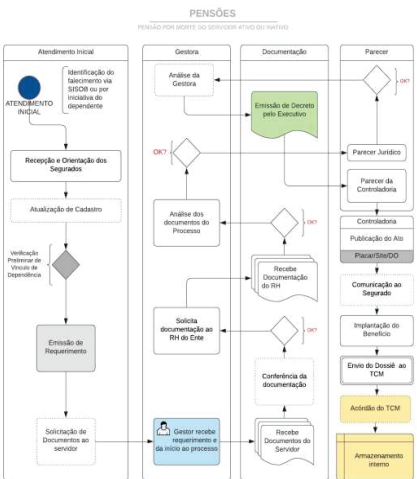 PENSÕES
PENSÃO POR MORTE DO SERVIDOR ATIVO OU INATIVO
Atendimento Inicial
Identificação do
falecimento via
SISOB ou por
iniciativa do
dependente
ATENDIMENTO
INICIAL
Recepção e Orientação dos
Segurados
Atualização de Cadastro
Verificação
Preliminar de
Vínculo de
Dependência
Emissão de
Requerimento
Solicitação de
Documentos ao
servidor
Gestora
Análise da
Gestora
OK?
Análise dos
documentos do
Processo
Solicita
documentação ao
RH do Ente
Gestor recebe
requerimento e
da início ao processo
Documentação
Emissão de Decreto
pelo Executivo
OK?
Recebe
Documentação
do RH
OK?
Conferência da
documentação
Recebe
Documentos do
Servidor
Parecer
OK?
Parecer Jurídico
Parecer da
Controladoria
Controladoria
Publicação do Ato
Placar/Site/DO
Comunicação ao
Segurado
Implantação do
Benefício
Envio do Dossiê ao
TCM
Acórdão do TCM
Armazenamento
interno